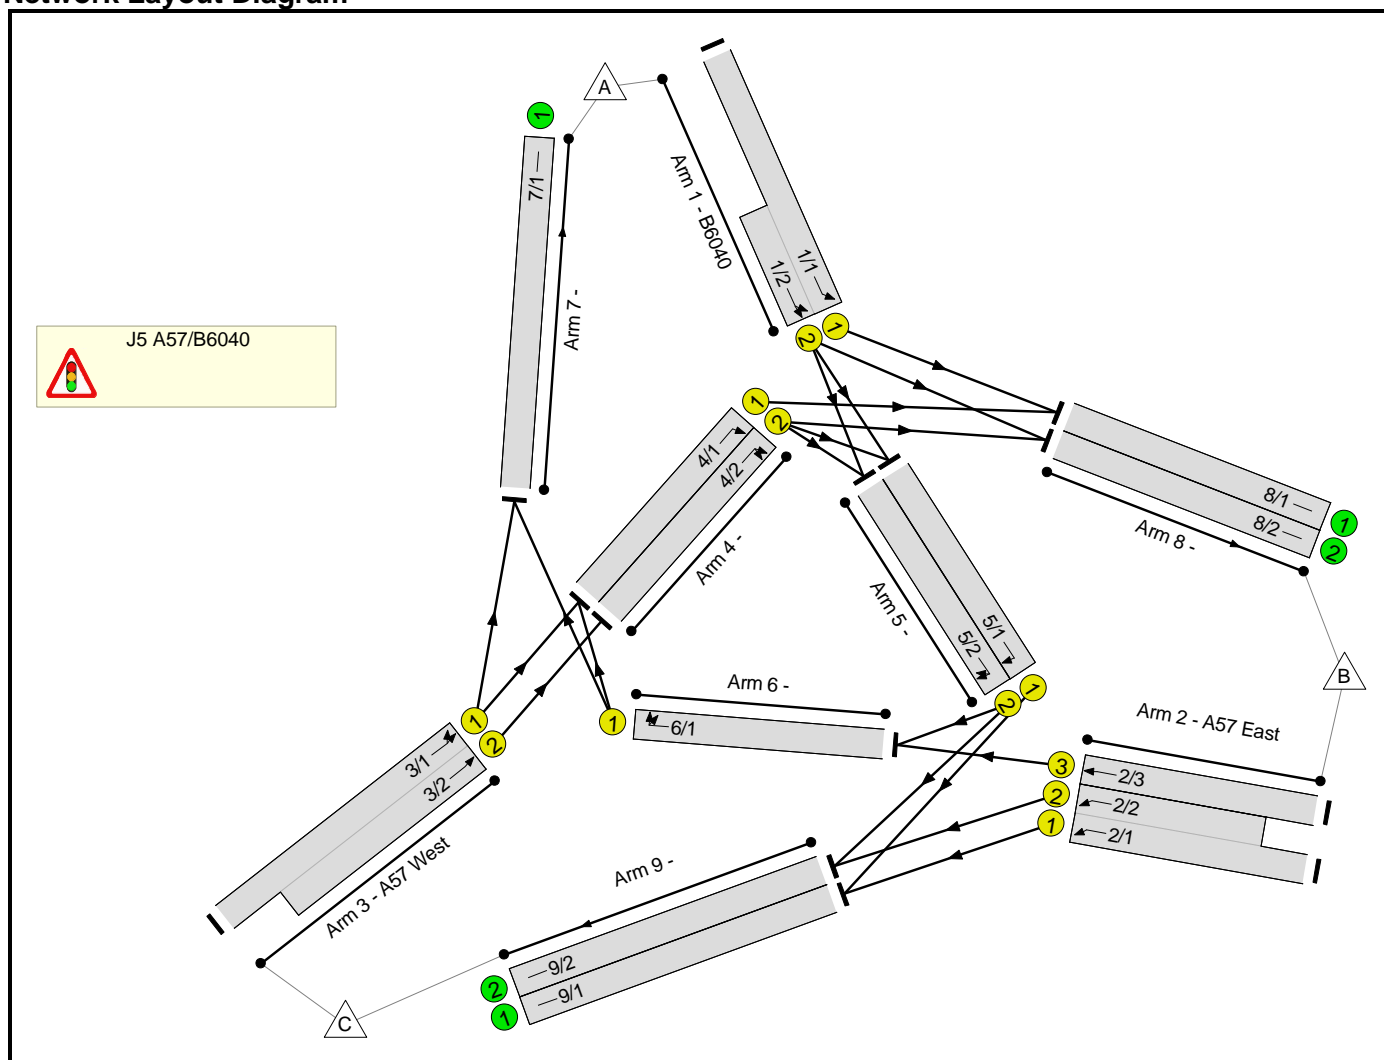 Network Layout Diagram
A
1
7/1
Arm 7 -
Arm 1 - B6040
1/2
1/1
2
1
J5 A57/B6040
1
2
4/1
4/2
Arm 4 -
8/1
8/2
1
2
Arm 8 -
Arm 5 -
5/1
5/2
1
2
B
Arm 6 -
6/1
1
Arm 2 - A57 East
3
2
1
2/3
2/2
2/1
1
2
3/1
3/2
Arm 3 - A57 West
Arm 9 -
9/2
9/1
2
1
C